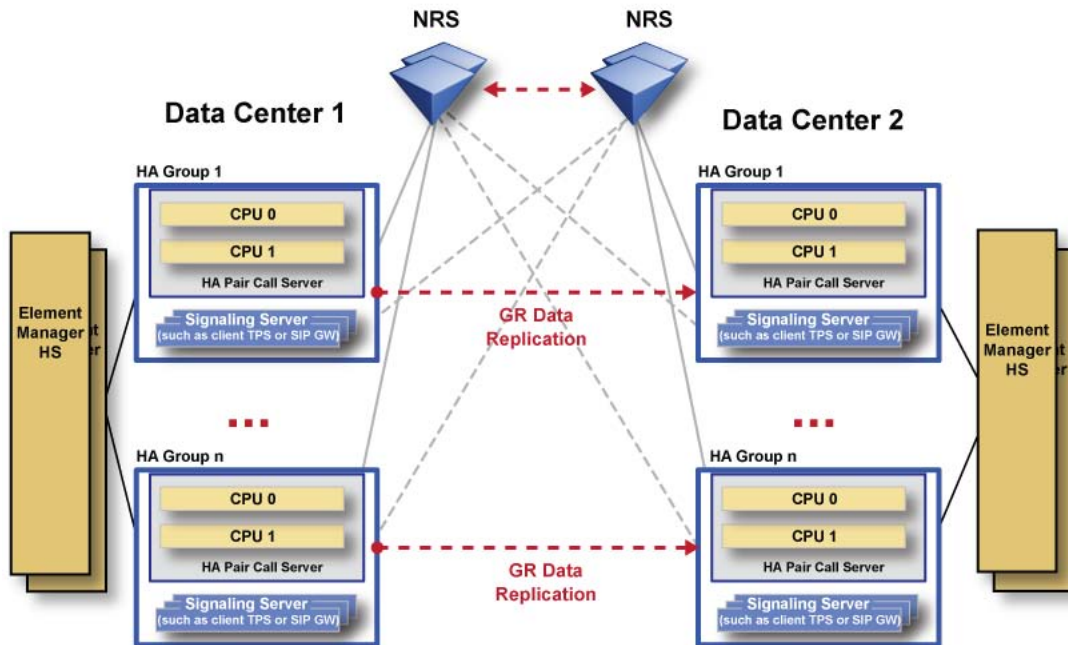 NRS
NRS
Data Center 1
Data Center 2
HA Group 1
CPU 0
CPU 1
HA Pair Call Server
Signaling Server
(such as client TPS or SIP GW)
HA Group 1
CPU 0
CPU 1
HA Pair Call Server
Signaling Server
(such as client TPS or SIP GW)
GR Data
Replication
Element
Manager
HS
nt
er
Element
Manager
HS
nt
er
HA Group n
CPU 0
CPU 1
HA Pair Call Server
Signaling Server
(such as client TPS or SIP GW)
HA Group n
CPU 0
CPU 1
HA Pair Call Server
Signaling Server
(such as client TPS or SIP GW)
GR Data
Replication